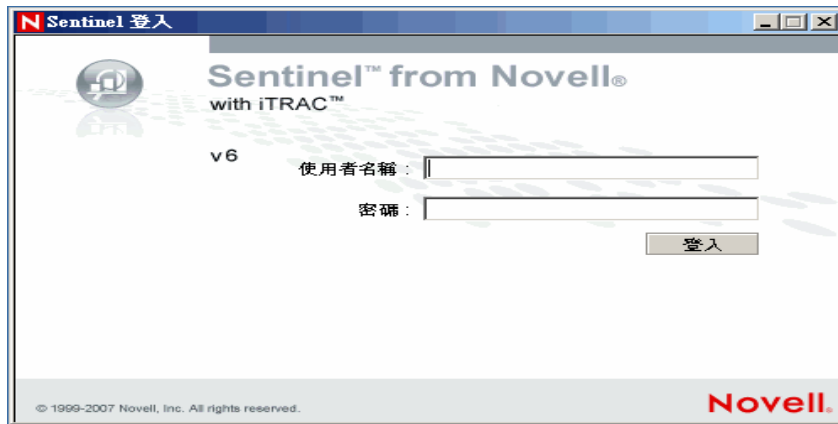 N Sentinel 登入
Sentinel™ from Novell®
with iTRAC™
v6
使用者名稱：
密碼：
登入
© 1999-2007 Novell, Inc. All rights reserved.
Novell.